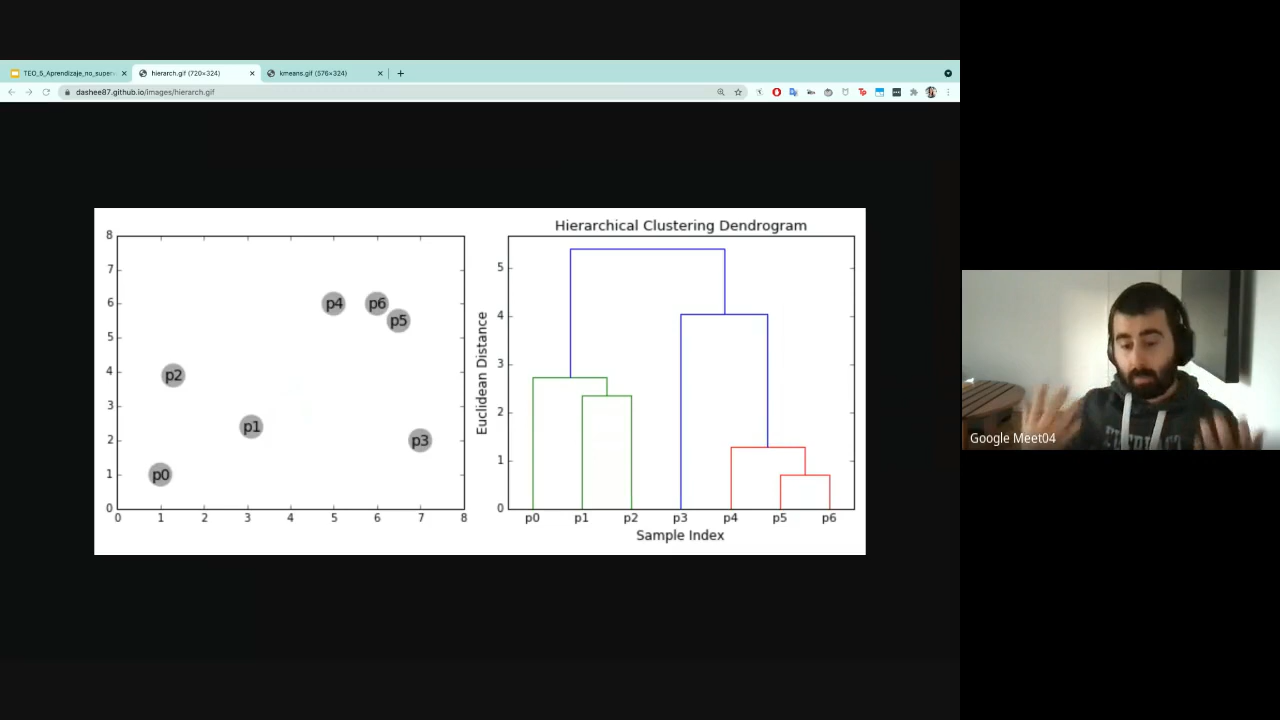 TEO_5_Aprendizaje_no_super
hierarch.gif (720×324)
kmeans.gif (576×324)
dashee87.github.io/images/hierarch.gif
8
7
6
5
4
3
2
1
0
0 1 2 3 4 5 6 7 8
p4
p6
p5
p2
p1
p3
p0
Hierarchical Clustering Dendrogram
Euclidean Distance
5
4
3
2
1
0
p0 p1 p2 p3 p4 p5 p6
Sample Index
Google Meet04